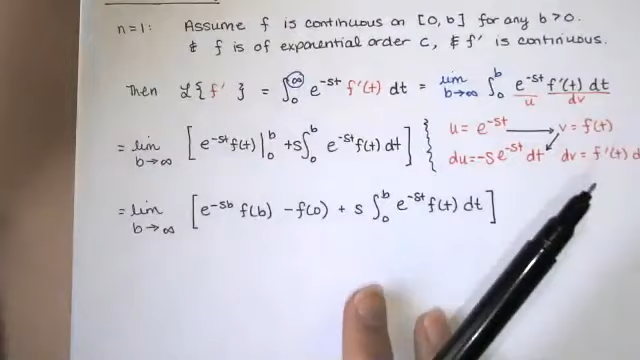 n=1: Assume f is continuous on [0, b] for any b>0.
& f is of exponential order c, & f' is continuous.
Then ℒ{f'} = ∫₀^∞ e^{-st} f'(t) dt = lim_{b→∞} ∫₀^b e^{-st} f'(t) dt
u dv
= lim_{b→∞} [e^{-st}f(t)|₀^b +s∫₀^b e^{-st}f(t) dt] { u = e^{-st} → v = f(t)
du=-se^{-st} dt dv = f'(t) d
= lim_{b→∞} [e^{-sb} f(b) - f(0) + s ∫₀^b e^{-st} f(t) dt]